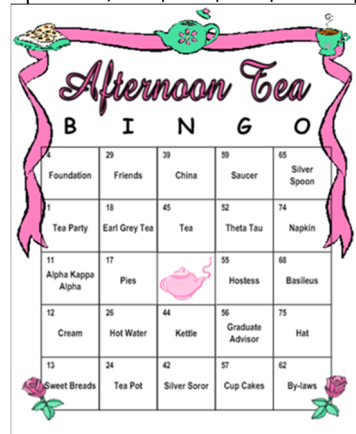 Afternoon Tea
B I N G O
4 29 39 59 65
Foundation Friends China Saucer Silver Spoon
1 18 45 52 74
Tea Party Earl Grey Tea Tea Theta Tau Napkin
11 17 55 68
Alpha Kappa Alpha Pies Hostess Basileus
12 26 44 56 75
Cream Hot Water Kettle Graduate Advisor Hat
13 24 42 57 62
Sweet Breads Tea Pot Silver Soror Cup Cakes By-laws